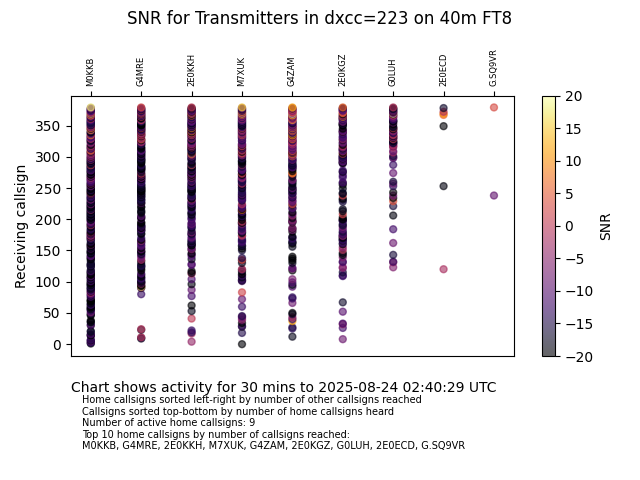 SNR for Transmitters in dxcc=223 on 40m FT8
M0KKB G4MRE 2E0KKH M7XUK G4ZAM 2E0KGZ G0LUH 2E0ECD G.SQ9VR
350
300
250
200
150
100
50
0
Receiving callsign
20
15
10
5
0
−5
−10
−15
−20
SNR
Chart shows activity for 30 mins to 2025-08-24 02:40:29 UTC
Home callsigns sorted left-right by number of other callsigns reached
Callsigns sorted top-bottom by number of home callsigns heard
Number of active home callsigns: 9
Top 10 home callsigns by number of callsigns reached:
M0KKB, G4MRE, 2E0KKH, M7XUK, G4ZAM, 2E0KGZ, G0LUH, 2E0ECD, G.SQ9VR